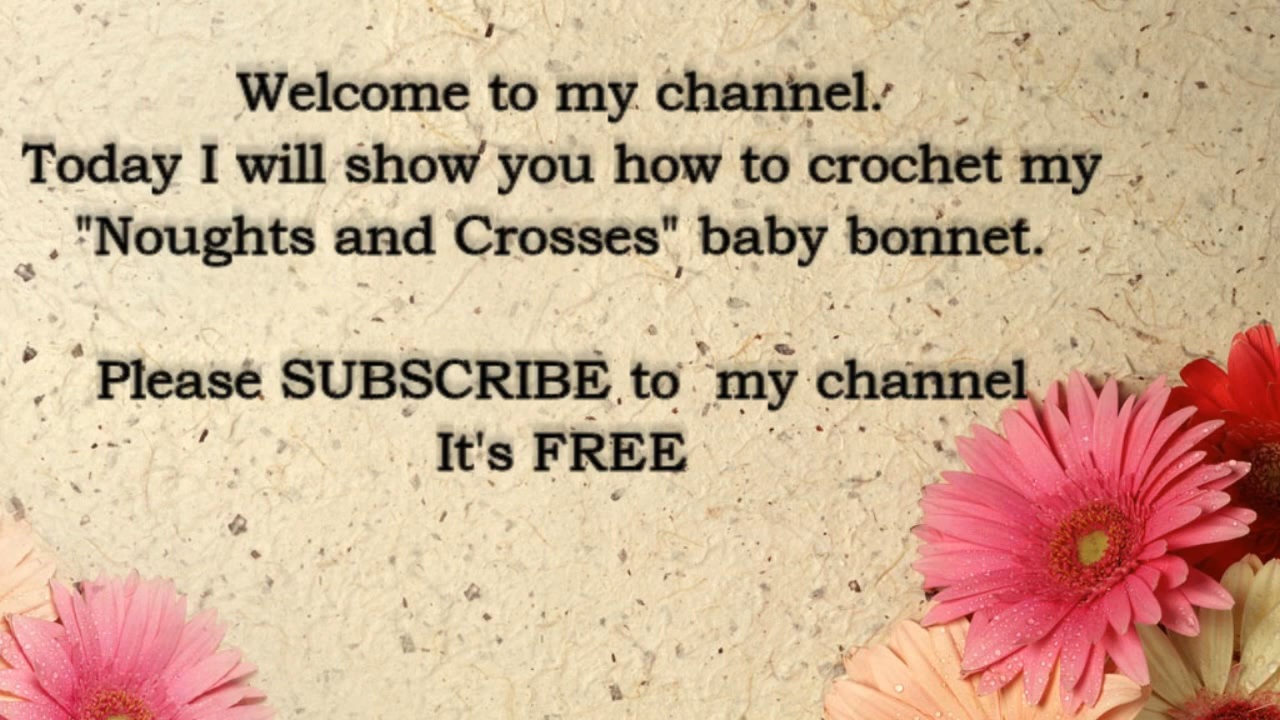 Welcome to my channel.
Today I will show you how to crochet my
"Noughts and Crosses" baby bonnet.
Please SUBSCRIBE to  my channel
It's FREE